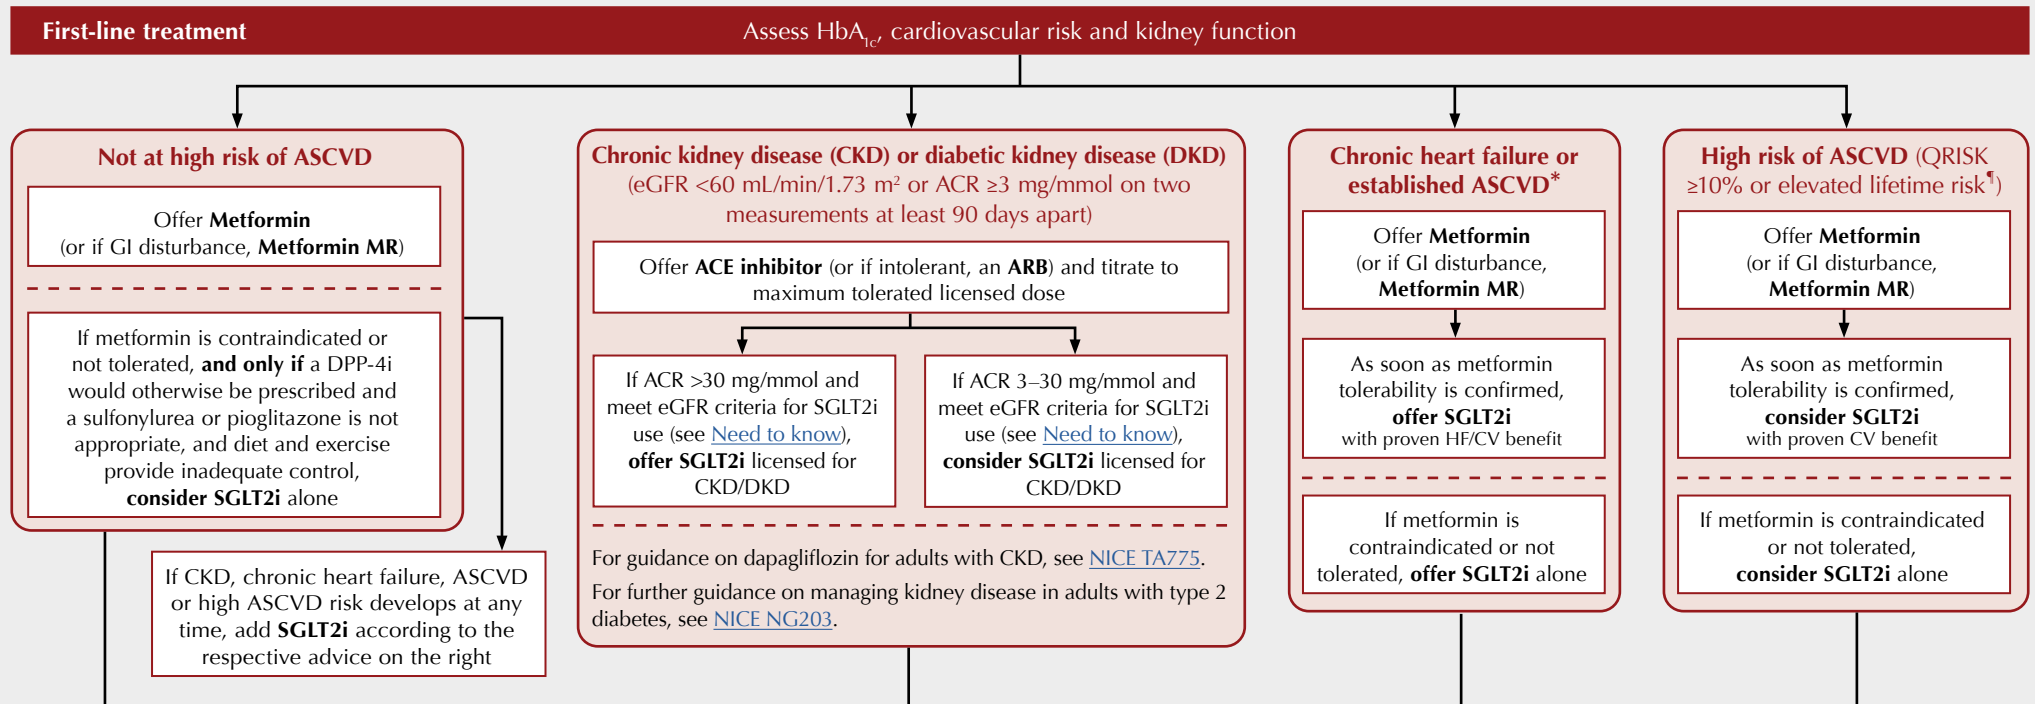 First-line treatment
Assess HbA1c, cardiovascular risk and kidney function
Not at high risk of ASCVD
Offer Metformin
(or if GI disturbance, Metformin MR)
If metformin is contraindicated or
not tolerated, and only if a DPP-4i
would otherwise be prescribed and
a sulfonylurea or pioglitazone is not
appropriate, and diet and exercise
provide inadequate control,
consider SGLT2i alone
If CKD, chronic heart failure, ASCVD
or high ASCVD risk develops at any
time, add SGLT2i according to the
respective advice on the right
Chronic kidney disease (CKD) or diabetic kidney disease (DKD)
(eGFR <60 mL/min/1.73 m² or ACR ≥3 mg/mmol on two
measurements at least 90 days apart)
Offer ACE inhibitor (or if intolerant, an ARB) and titrate to
maximum tolerated licensed dose
If ACR >30 mg/mmol and
meet eGFR criteria for SGLT2i
use (see Need to know),
offer SGLT2i licensed for
CKD/DKD
If ACR 3–30 mg/mmol and
meet eGFR criteria for SGLT2i
use (see Need to know),
consider SGLT2i licensed for
CKD/DKD
For guidance on dapagliflozin for adults with CKD, see NICE TA775.
For further guidance on managing kidney disease in adults with type 2
diabetes, see NICE NG203.
Chronic heart failure or
established ASCVD*
Offer Metformin
(or if GI disturbance,
Metformin MR)
As soon as metformin
tolerability is confirmed,
offer SGLT2i
with proven HF/CV benefit
If metformin is
contraindicated or not
tolerated, offer SGLT2i alone
High risk of ASCVD (QRISK
≥10% or elevated lifetime risk¶)
Offer Metformin
(or if GI disturbance,
Metformin MR)
As soon as metformin
tolerability is confirmed,
consider SGLT2i
with proven CV benefit
If metformin is contraindicated
or not tolerated,
consider SGLT2i alone